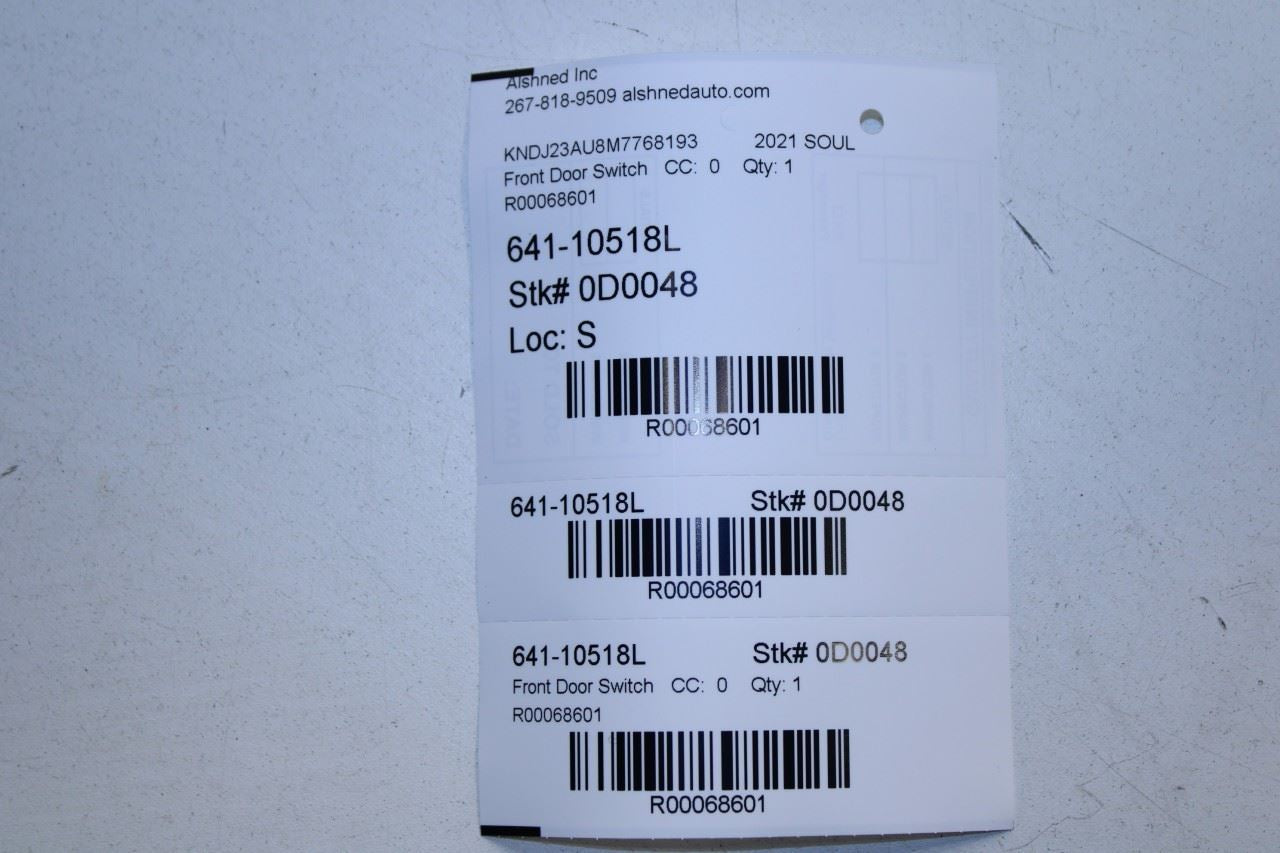 Alshned Inc
267-818-9509 alshnedauto.com
KNDJ23AU8M7768193 2021 SOUL
Front Door Switch CC: 0 Qty: 1
R00068601
641-10518L
Stk# 0D0048
Loc: S
R00068601
641-10518L Stk# 0D0048
R00068601
641-10518L Stk# 0D0048
Front Door Switch CC: 0 Qty: 1
R00068601
R00068601